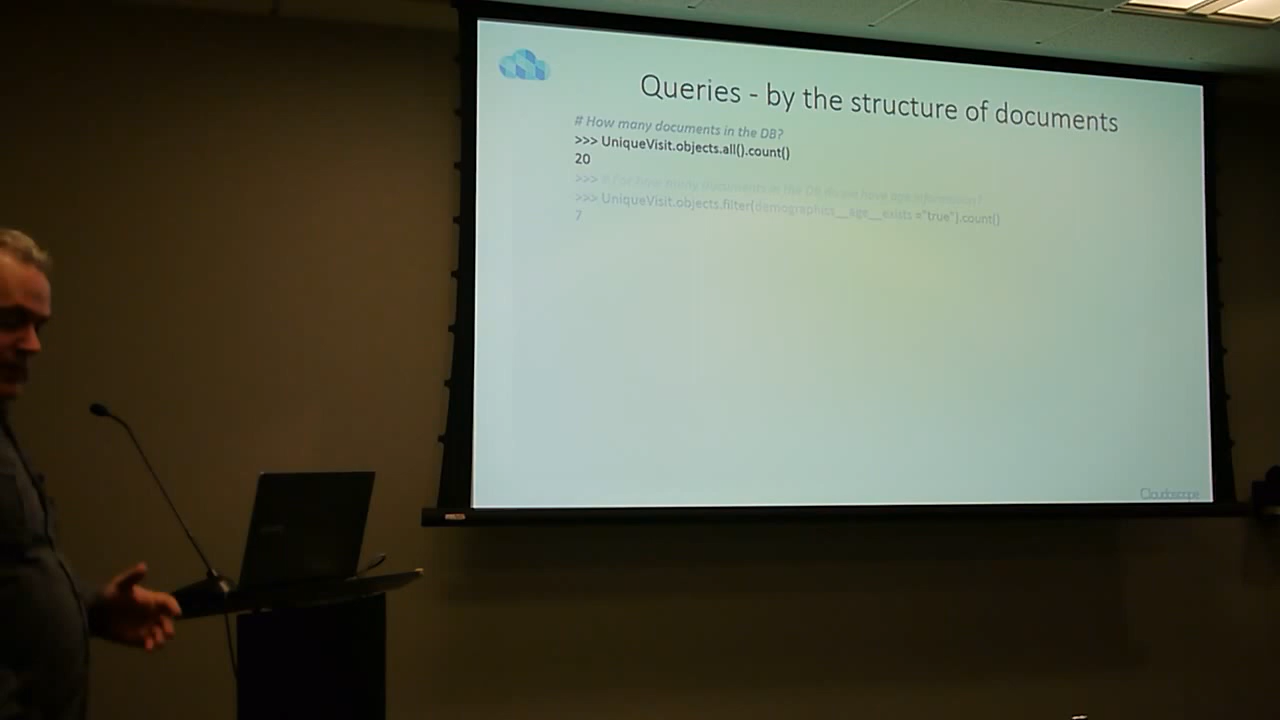 Queries - by the structure of documents
# How many documents in the DB?
>>> UniqueVisit.objects.all().count()
20
>>> # For how many documents in the DB do we have age information?
>>> UniqueVisit.objects.filter(demographics__age__exists ="true").count()
7
Cloudoscope